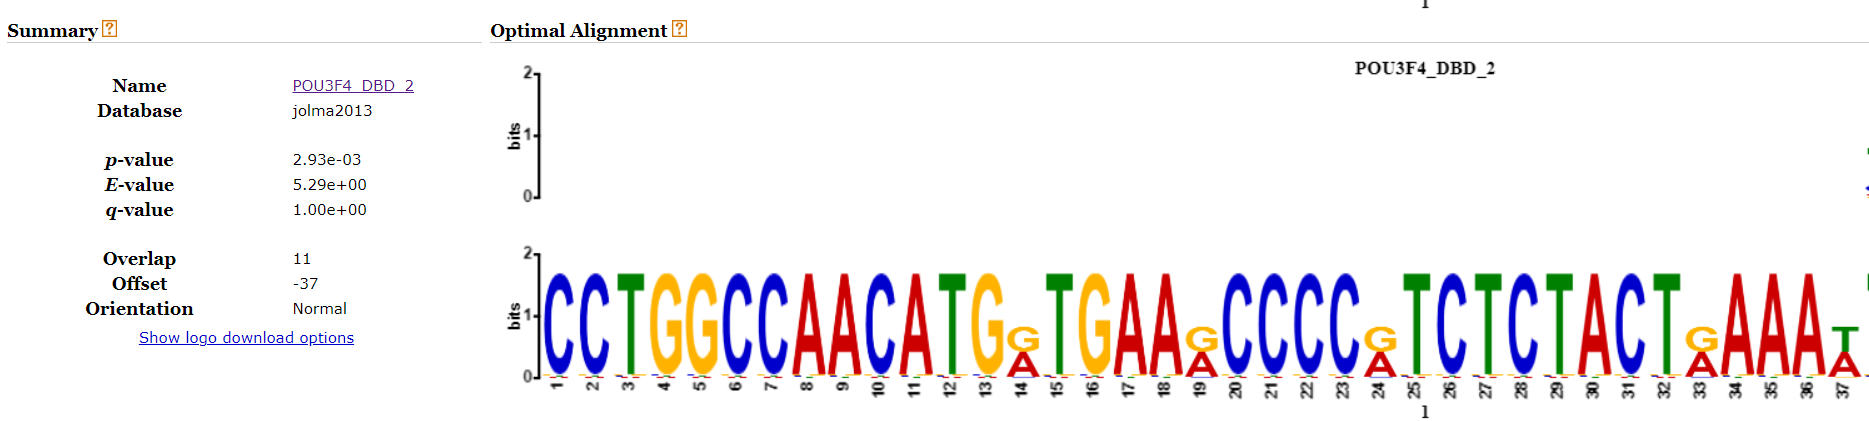 1
Summary ?
Optimal Alignment ?
Name POU3F4_DBD_2
Database jolma2013
p-value 2.93e-03
E-value 5.29e+00
q-value 1.00e+00
Overlap 11
Offset -37
Orientation Normal
Show logo download options
POU3F4_DBD_2
2
bits
1
0
2
bits
1
0
CCTGGCCAACATGGTGAAGCCCCGTCTCTACTGAAAT
A A A A A
1 2 3 4 5 6 7 8 9 10 11 12 13 14 15 16 17 18 19 20 21 22 23 24 25 26 27 28 29 30 31 32 33 34 35 36 37
1